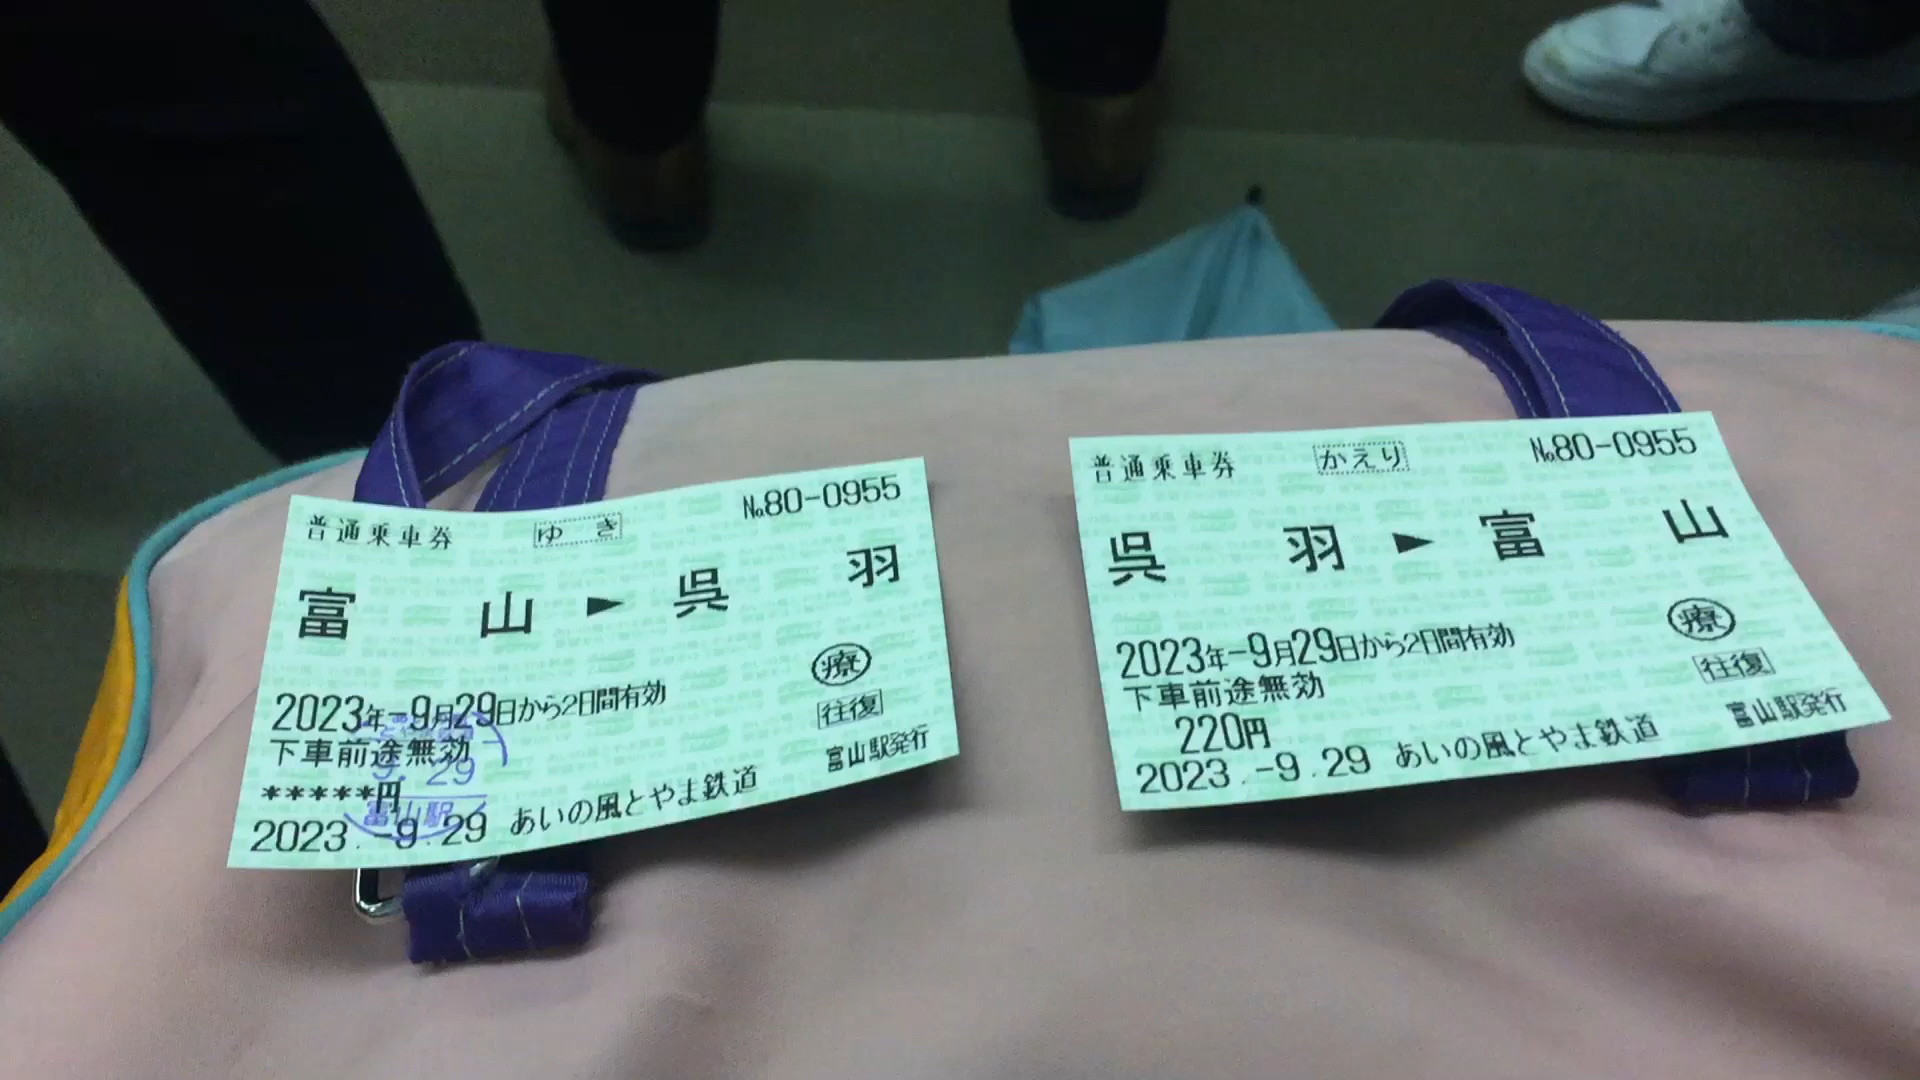 普通乗車券 ゆき №80-0955
富山▶呉羽
療
2023年-9月29日から2日間有効
往復
下車前途無効
*****円
富山駅発行
2023.-9.29 あいの風とやま鉄道
9. 29
富山駅
普通乗車券 かえり №80-0955
呉羽▶富山
療
2023年-9月29日から2日間有効
往復
下車前途無効
220円
富山駅発行
2023.-9.29 あいの風とやま鉄道